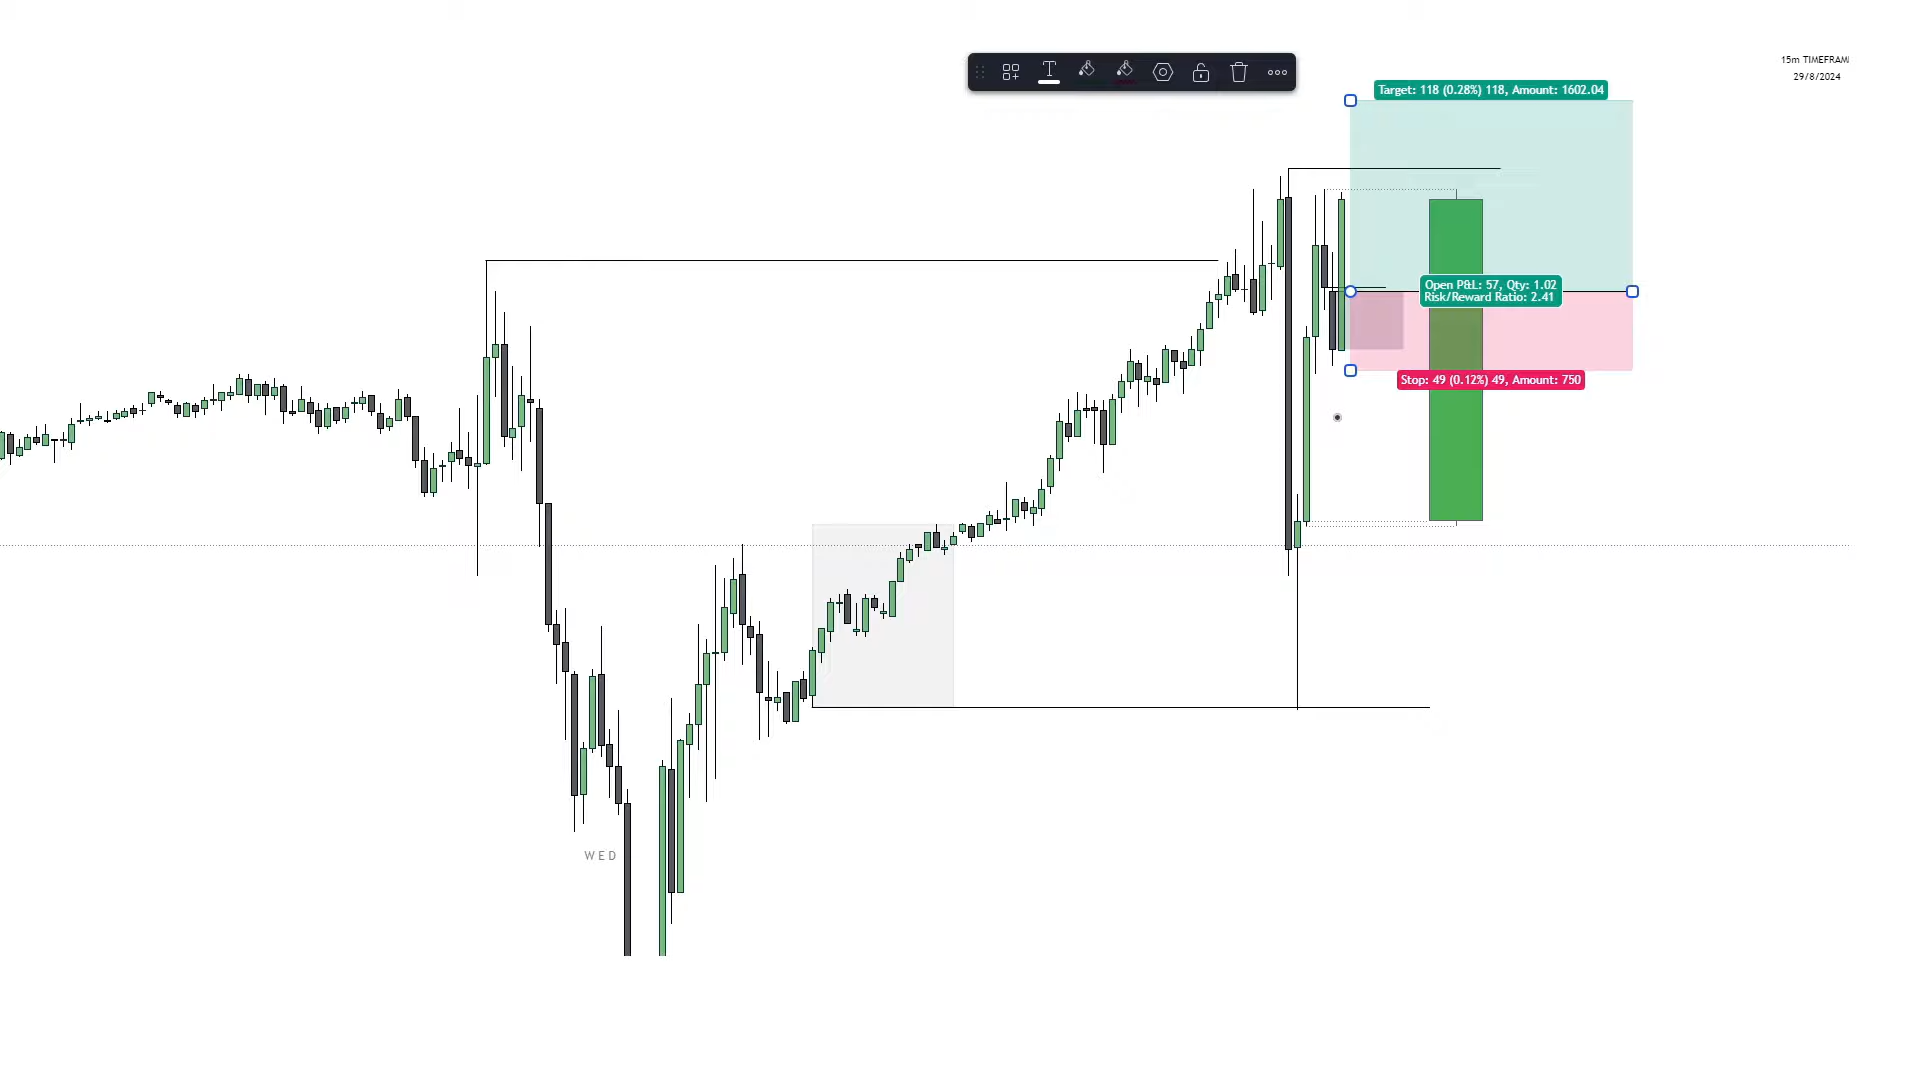 15m TIMEFRAM
29/8/2024
Target: 118 (0.28%) 118, Amount: 1602.04
Open P&L: 57, Qty: 1.02
Risk/Reward Ratio: 2.41
Stop: 49 (0.12%) 49, Amount: 750
WED